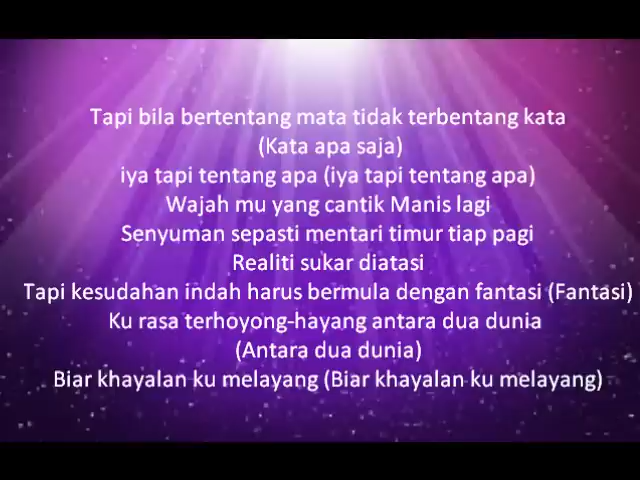 Tapi bila bertentang mata tidak terbentang kata
(Kata apa saja)
iya tapi tentang apa (iya tapi tentang apa)
Wajah mu yang cantik Manis lagi
Senyuman sepasti mentari timur tiap pagi
Realiti sukar diatasi
Tapi kesudahan indah harus bermula dengan fantasi (Fantasi)
Ku rasa terhoyong-hayang antara dua dunia
(Antara dua dunia)
Biar khayalan ku melayang (Biar khayalan ku melayang)